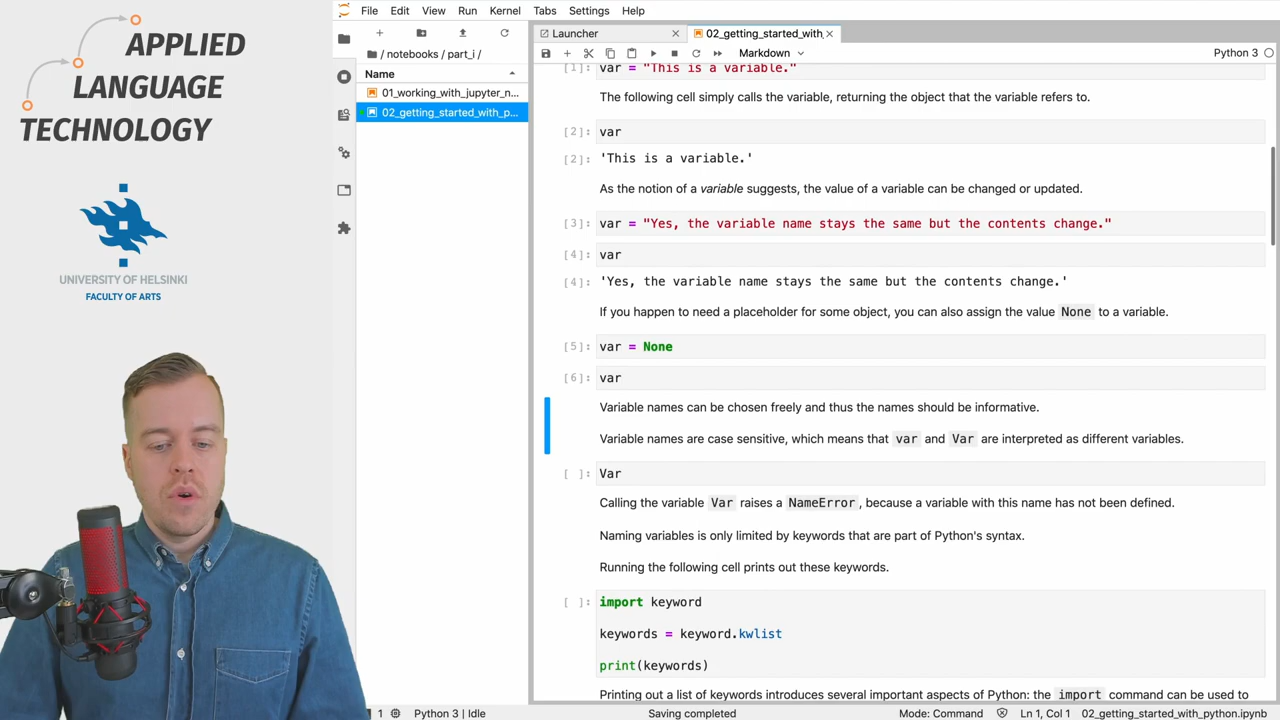 APPLIED
LANGUAGE
TECHNOLOGY
UNIVERSITY OF HELSINKI
FACULTY OF ARTS
File Edit View Run Kernel Tabs Settings Help
/ notebooks / part_i /
Name
01_working_with_jupyter_n...
02_getting_started_with_p...
Launcher
02_getting_started_with_
Markdown
Python 3
[1]: var = "This is a variable."
The following cell simply calls the variable, returning the object that the variable refers to.
[2]: var
[2]: 'This is a variable.'
As the notion of a variable suggests, the value of a variable can be changed or updated.
[3]: var = "Yes, the variable name stays the same but the contents change."
[4]: var
[4]: 'Yes, the variable name stays the same but the contents change.'
If you happen to need a placeholder for some object, you can also assign the value None to a variable.
[5]: var = None
[6]: var
Variable names can be chosen freely and thus the names should be informative.
Variable names are case sensitive, which means that var and Var are interpreted as different variables.
[ ]: Var
Calling the variable Var raises a NameError, because a variable with this name has not been defined.
Naming variables is only limited by keywords that are part of Python's syntax.
Running the following cell prints out these keywords.
[ ]: import keyword
keywords = keyword.kwlist
print(keywords)
Printing out a list of keywords introduces several important aspects of Python: the import command can be used to
1 Python 3 | Idle Saving completed Mode: Command Ln 1, Col 1 02_getting_started_with_python.ipynb